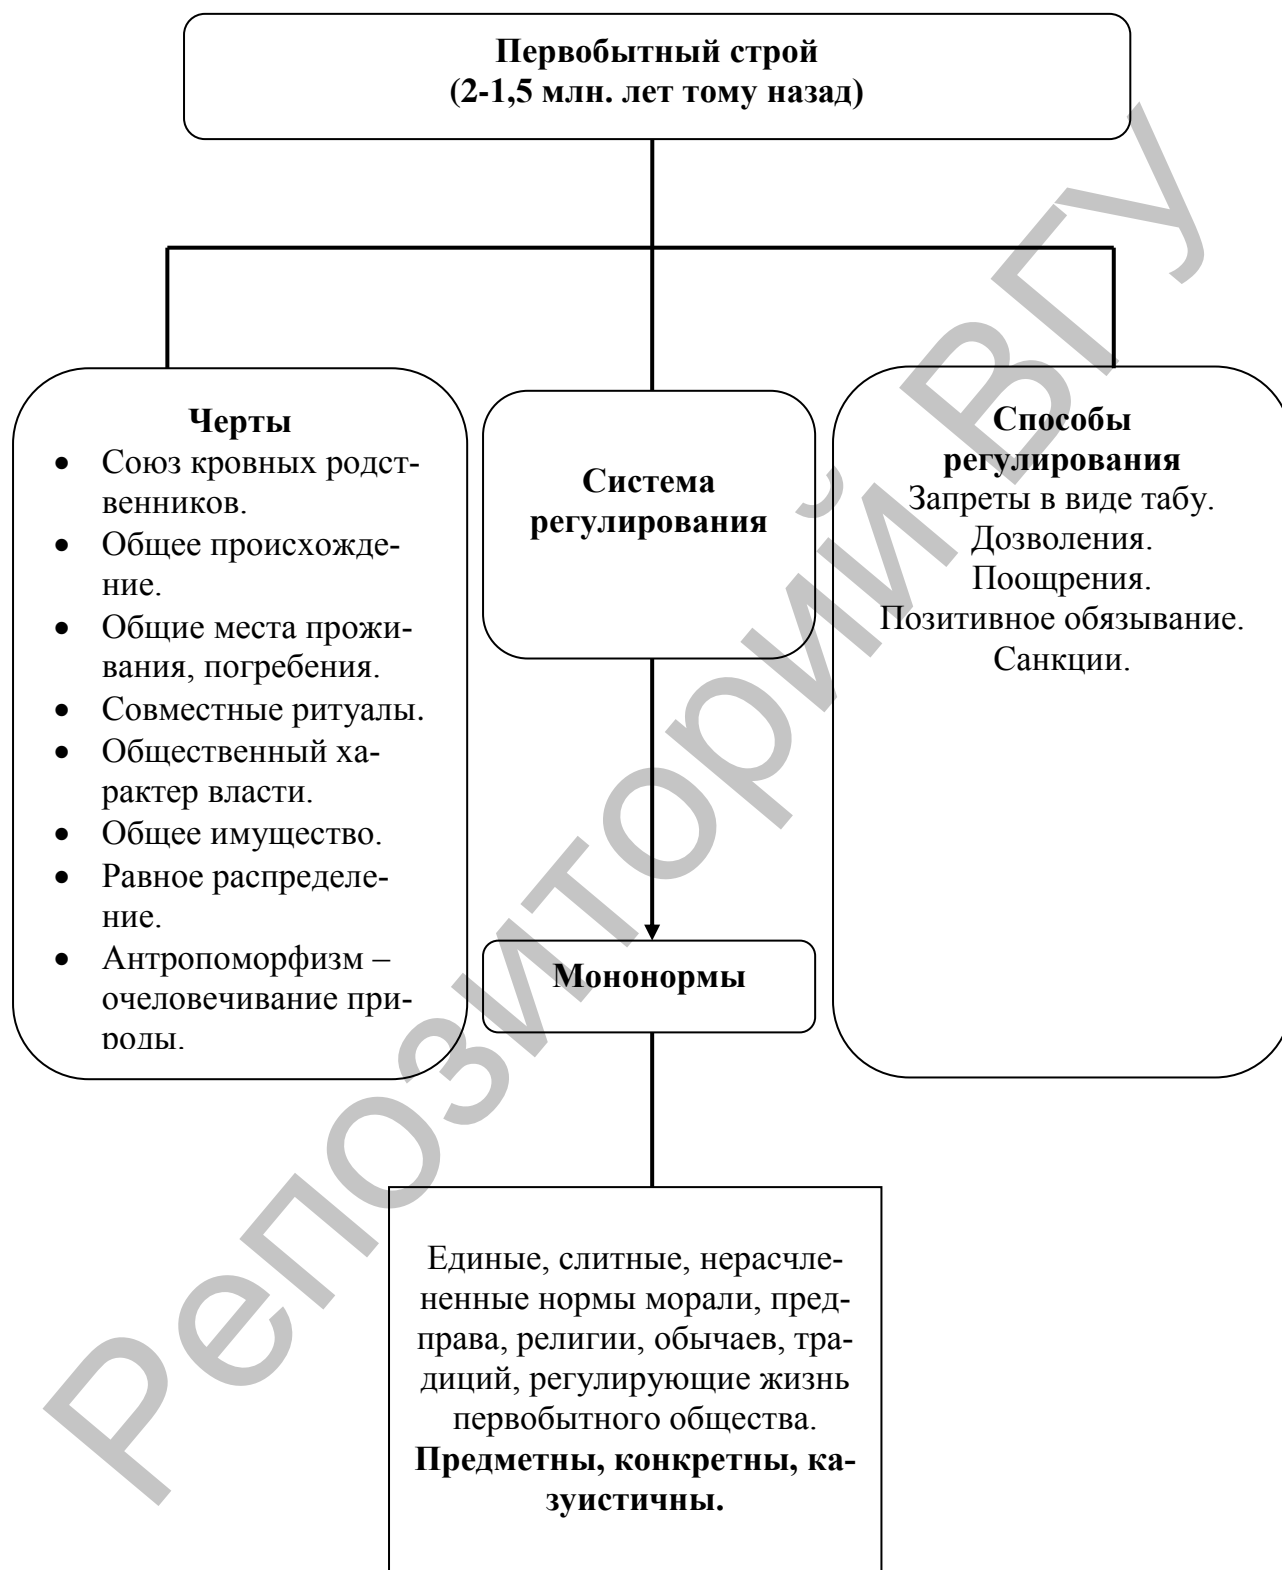 Первобытный строй
(2-1,5 млн. лет тому назад)
Черты
• Союз кровных родст-
венников.
• Общее происхожде-
ние.
• Общие места прожи-
вания, погребения.
• Совместные ритуалы.
• Общественный ха-
рактер власти.
• Общее имущество.
• Равное распределе-
ние.
• Антропоморфизм –
очеловечивание при-
роды.
Система
регулирования
Способы
регулирования
Запреты в виде табу.
Дозволения.
Поощрения.
Позитивное обязывание.
Санкции.
Мононормы
Единые, слитные, нерасчле-
ненные нормы морали, пред-
права, религии, обычаев, тра-
диций, регулирующие жизнь
первобытного общества.
Предметны, конкретны, ка-
зуистичны.
Репозиторий ВГУ